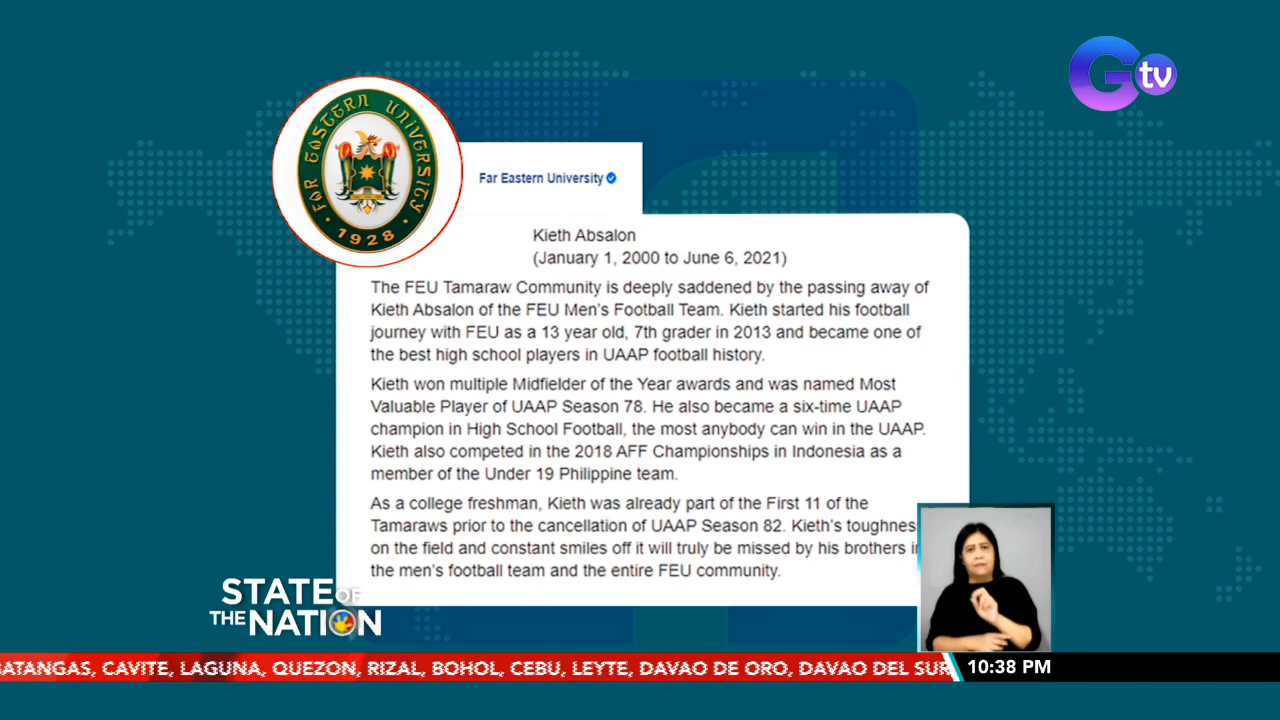 G tv
FAR EASTERN UNIVERSITY
1928
Far Eastern University
Kieth Absalon
(January 1, 2000 to June 6, 2021)
The FEU Tamaraw Community is deeply saddened by the passing away of
Kieth Absalon of the FEU Men's Football Team. Kieth started his football
journey with FEU as a 13 year old, 7th grader in 2013 and became one of
the best high school players in UAAP football history.
Kieth won multiple Midfielder of the Year awards and was named Most
Valuable Player of UAAP Season 78. He also became a six-time UAAP
champion in High School Football, the most anybody can win in the UAAP.
Kieth also competed in the 2018 AFF Championships in Indonesia as a
member of the Under 19 Philippine team.
As a college freshman, Kieth was already part of the First 11 of the
Tamaraws prior to the cancellation of UAAP Season 82. Kieth's toughnes
on the field and constant smiles off it will truly be missed by his brothers in
the men's football team and the entire FEU community.
STATE OF
THE NATION
BATANGAS, CAVITE, LAGUNA, QUEZON, RIZAL, BOHOL, CEBU, LEYTE, DAVAO DE ORO, DAVAO DEL SUR
10:38 PM